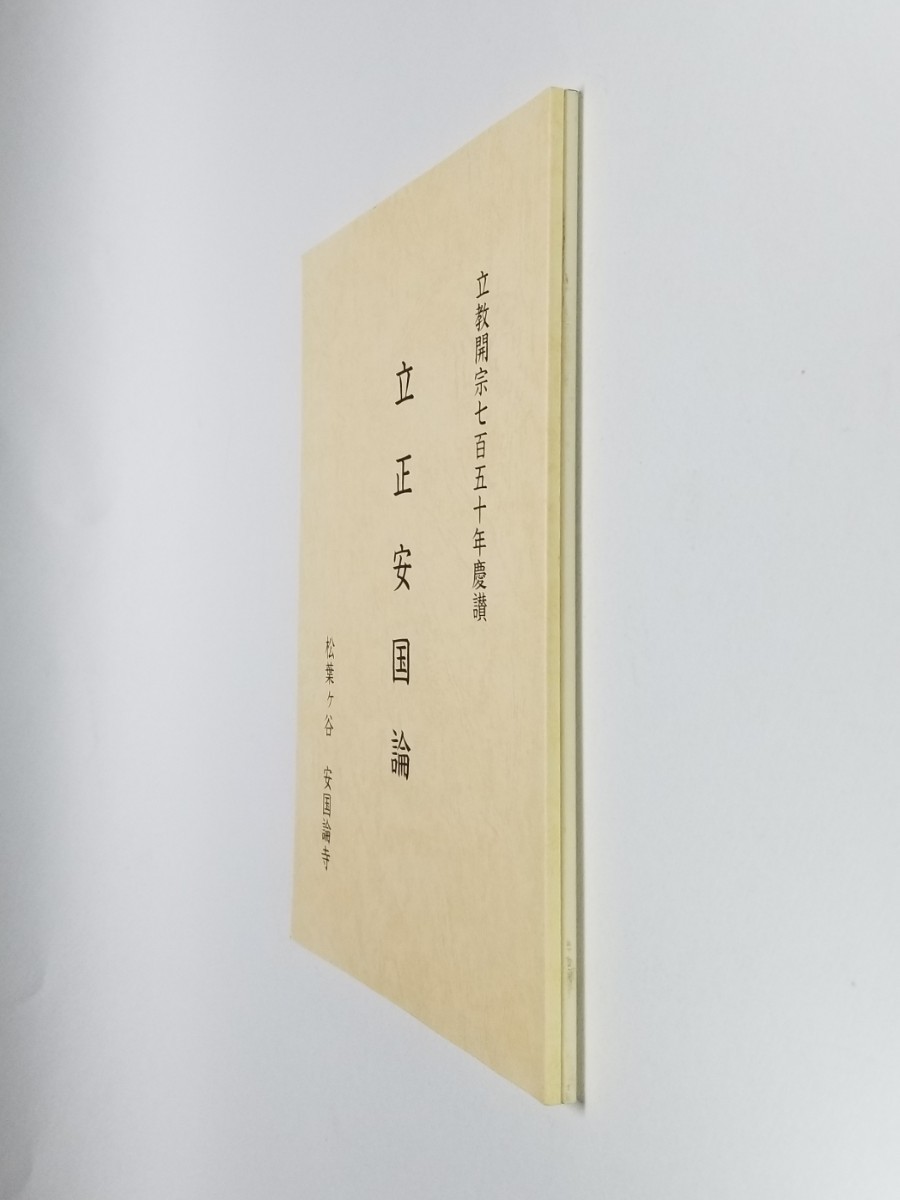 立教開宗七百五十年慶讃
立正安国論
松葉ヶ谷 安国論寺